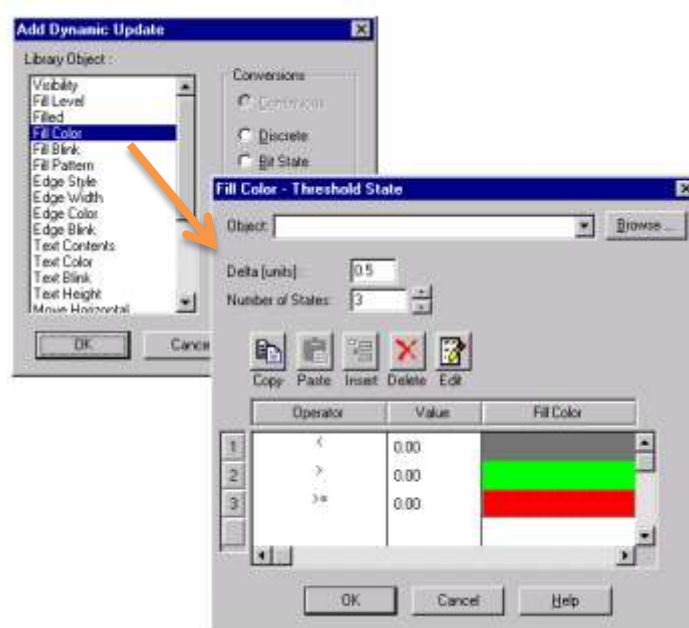 Add Dynamic Update
Library Object :
Visibility
Fill Level
Filled
Fill Color
Fill Blink
Fill Pattern
Edge Style
Edge Width
Edge Color
Edge Blink
Text Contents
Text Color
Text Blink
Text Height
Move Horizontal
OK
Conversions
Continuous
Discrete
Bit State
Fill Color - Threshold State
Object:
Browse ...
Delta (units):
0.5
Number of States:
3
Copy Paste Insert Delete Edit
Operator Value Fill Color
1 < 0.00
2 > 0.00
3 >= 0.00
OK Cancel Help